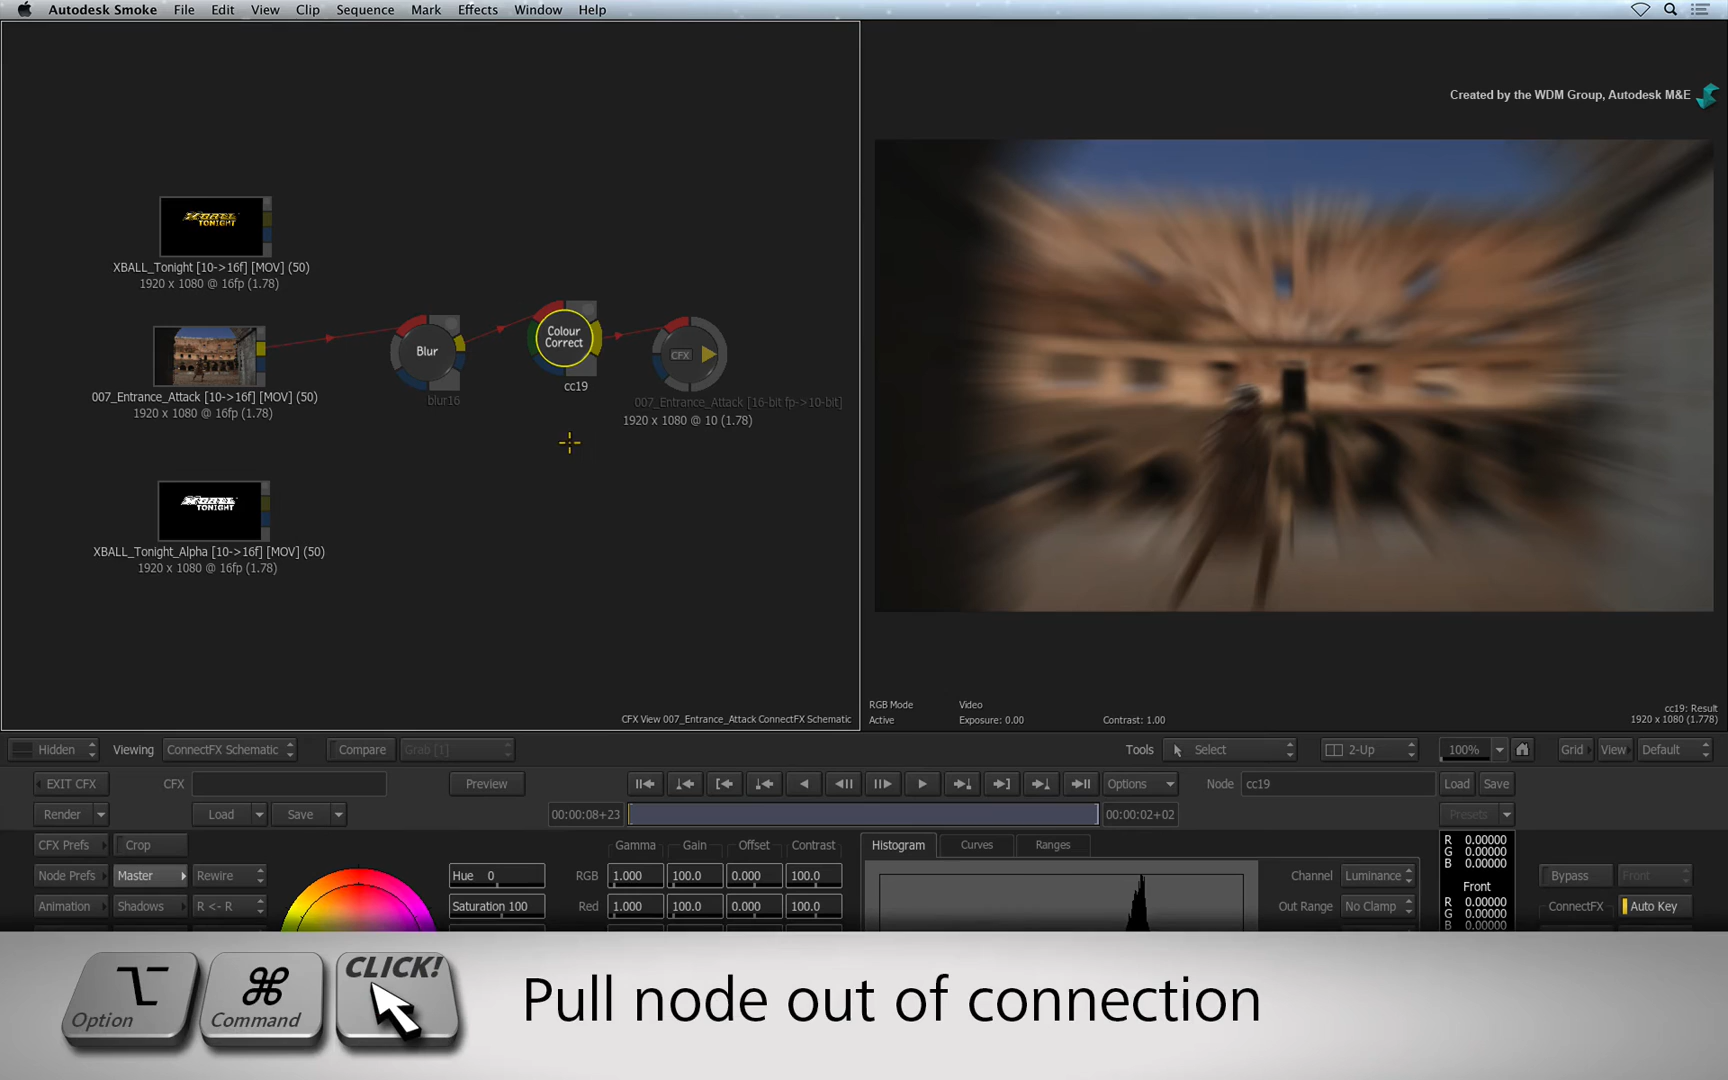 Autodesk Smoke File Edit View Clip Sequence Mark Effects Window Help
Created by the WDM Group, Autodesk M&E
X-BALL
TONIGHT
XBALL_Tonight [10->16f] [MOV] (50)
1920 x 1080 @ 16fp (1.78)
007_Entrance_Attack [10->16f] [MOV] (50)
1920 x 1080 @ 16fp (1.78)
Blur
blur16
Colour
Correct
cc19
CFX
007_Entrance_Attack [16-bit fp->10-bit]
1920 x 1080 @ 10 (1.78)
X-BALL
TONIGHT
XBALL_Tonight_Alpha [10->16f] [MOV] (50)
1920 x 1080 @ 16fp (1.78)
CFX View 007_Entrance_Attack ConnectFX Schematic
RGB Mode Video cc19: Result
Active Exposure: 0.00 Contrast: 1.00 1920 x 1080 (1.778)
Hidden Viewing ConnectFX Schematic Compare Grab [1] Tools Select 2-Up 100% Grid View Default
EXIT CFX CFX Preview Options Node cc19 Load Save
Render Load Save 00:00:08+23 00:00:02+02 Presets
CFX Prefs Crop Gamma Gain Offset Contrast Histogram Curves Ranges
R 0.00000
G 0.00000
B 0.00000
Node Prefs Master Rewire Hue 0 RGB 1.000 100.0 0.000 100.0 Channel Luminance Front Bypass Front
Animation Shadows R <- R Saturation 100 Red 1.000 100.0 0.000 100.0 Out Range No Clamp ConnectFX Auto Key
R 0.00000
G 0.00000
B 0.00000
Option Command CLICK!
Pull node out of connection